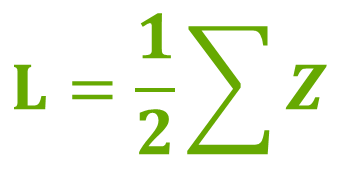 L = 1/2 ∑ Z